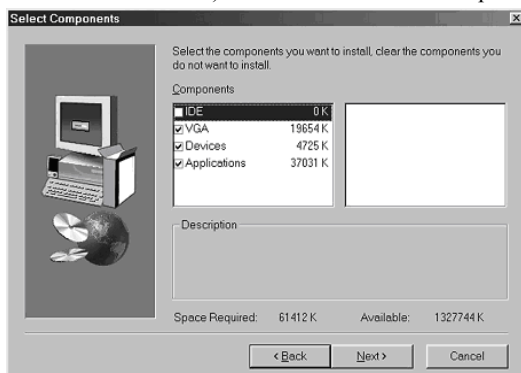 Select Components
Select the components you want to install, clear the components you
do not want to install.
Components
IDE 0 K
VGA 19654 K
Devices 4725 K
Applications 37031 K
Description
Space Required: 61412 K Available: 1327744 K
< Back Next > Cancel